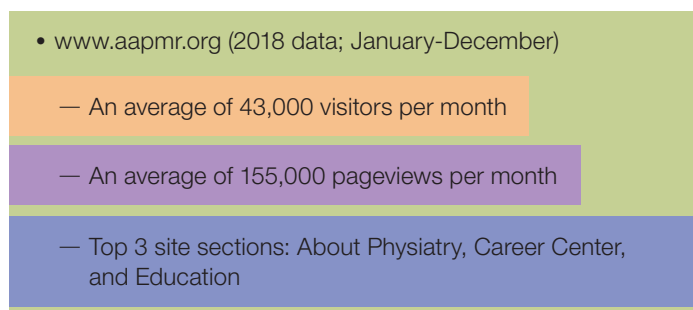 • www.aapmr.org (2018 data; January-December)
— An average of 43,000 visitors per month
— An average of 155,000 pageviews per month
— Top 3 site sections: About Physiatry, Career Center,
and Education